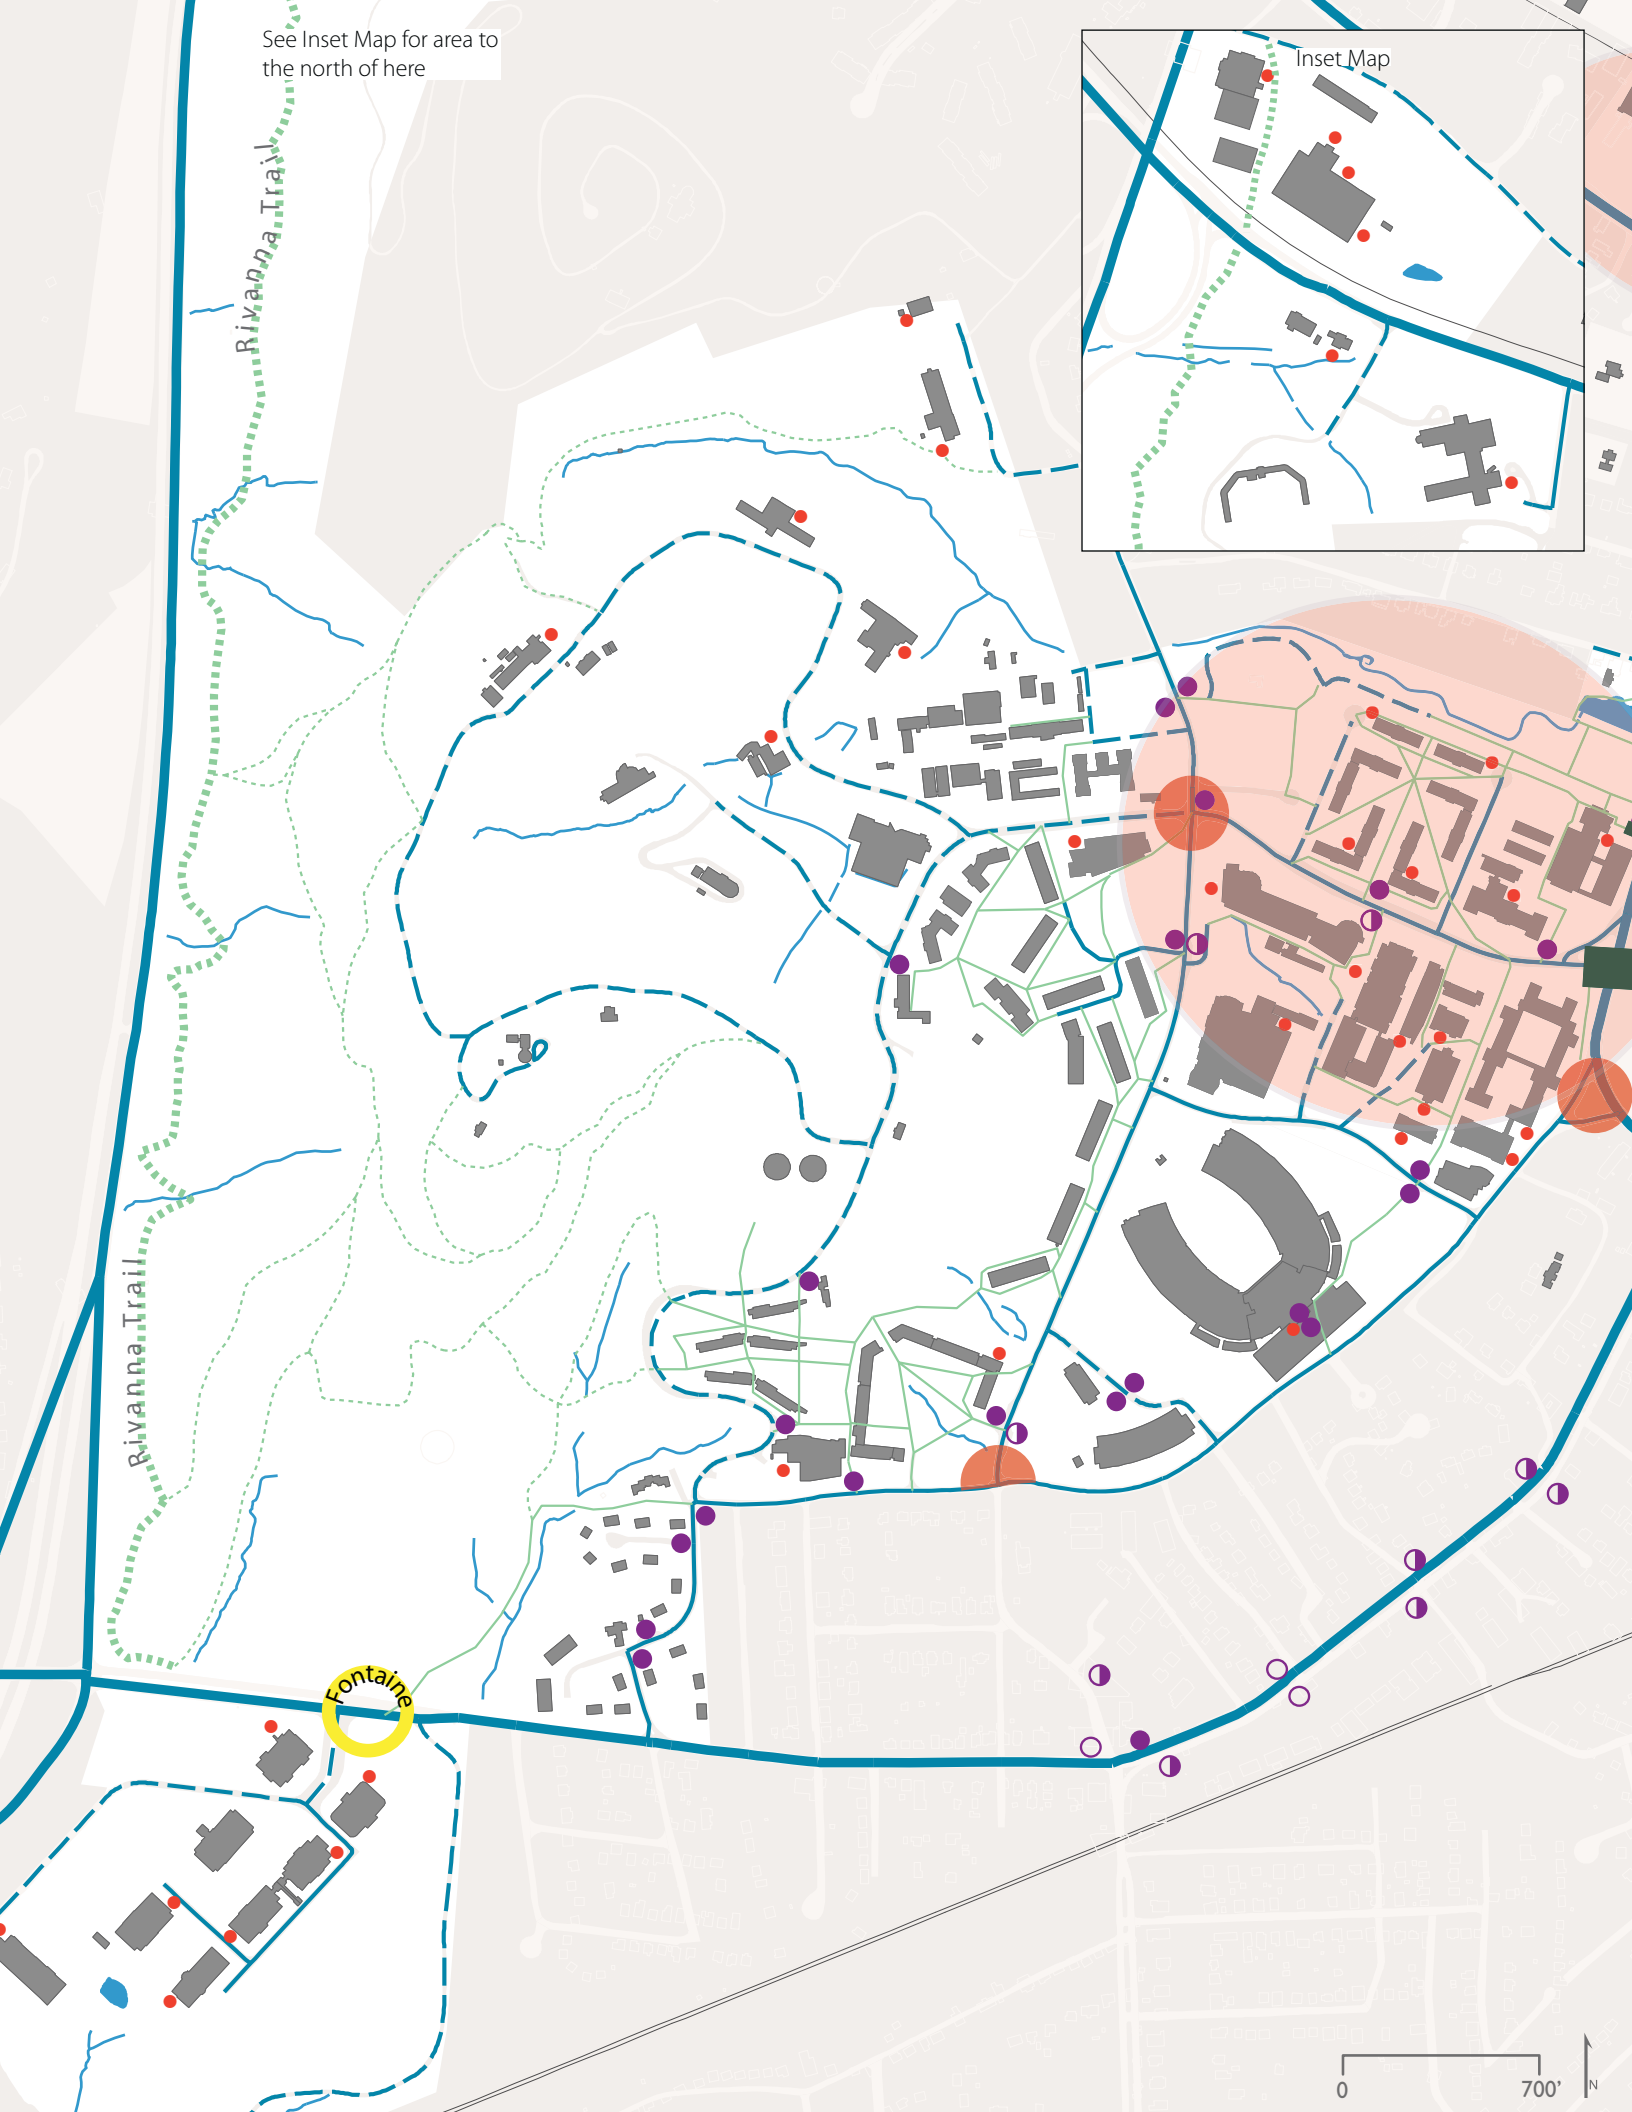 See Inset Map for area to
the north of here
Inset Map
Rivanna Trail
Rivanna Trail
Fontaine
0
700'
N